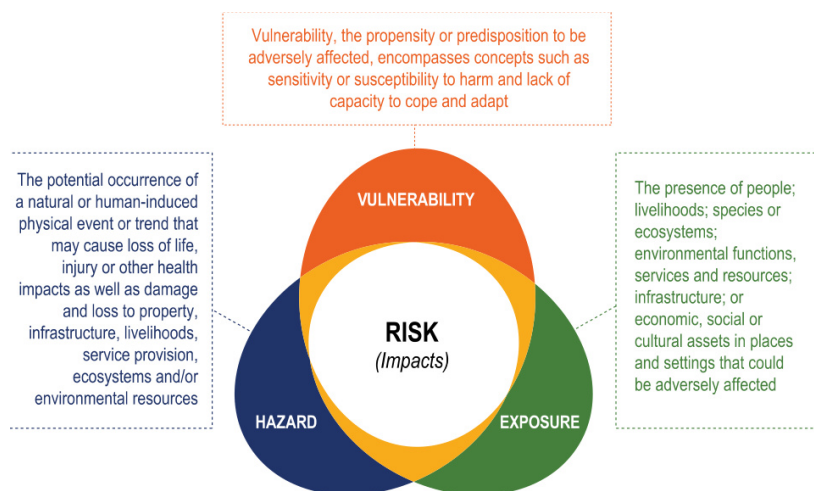 Vulnerability, the propensity or predisposition to be
adversely affected, encompasses concepts such as
sensitivity or susceptibility to harm and lack of
capacity to cope and adapt
The potential occurrence of
a natural or human-induced
physical event or trend that
may cause loss of life,
injury or other health
impacts as well as damage
and loss to property,
infrastructure, livelihoods,
service provision,
ecosystems and/or
environmental resources
VULNERABILITY
RISK
(Impacts)
HAZARD
EXPOSURE
The presence of people;
livelihoods; species or
ecosystems;
environmental functions,
services and resources;
infrastructure; or
economic, social or
cultural assets in places
and settings that could
be adversely affected